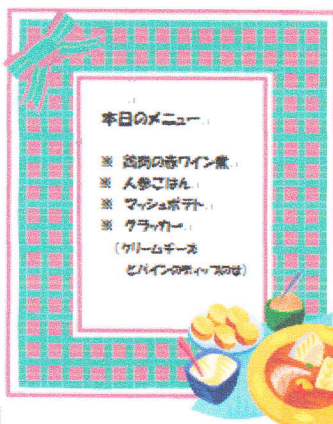 本日のメニュー
※ 鶏肉の赤ワイン煮
※ 人参ごはん
※ マッシュポテト
※ クラッカー
(クリームチーズ
とパインのディップのせ)